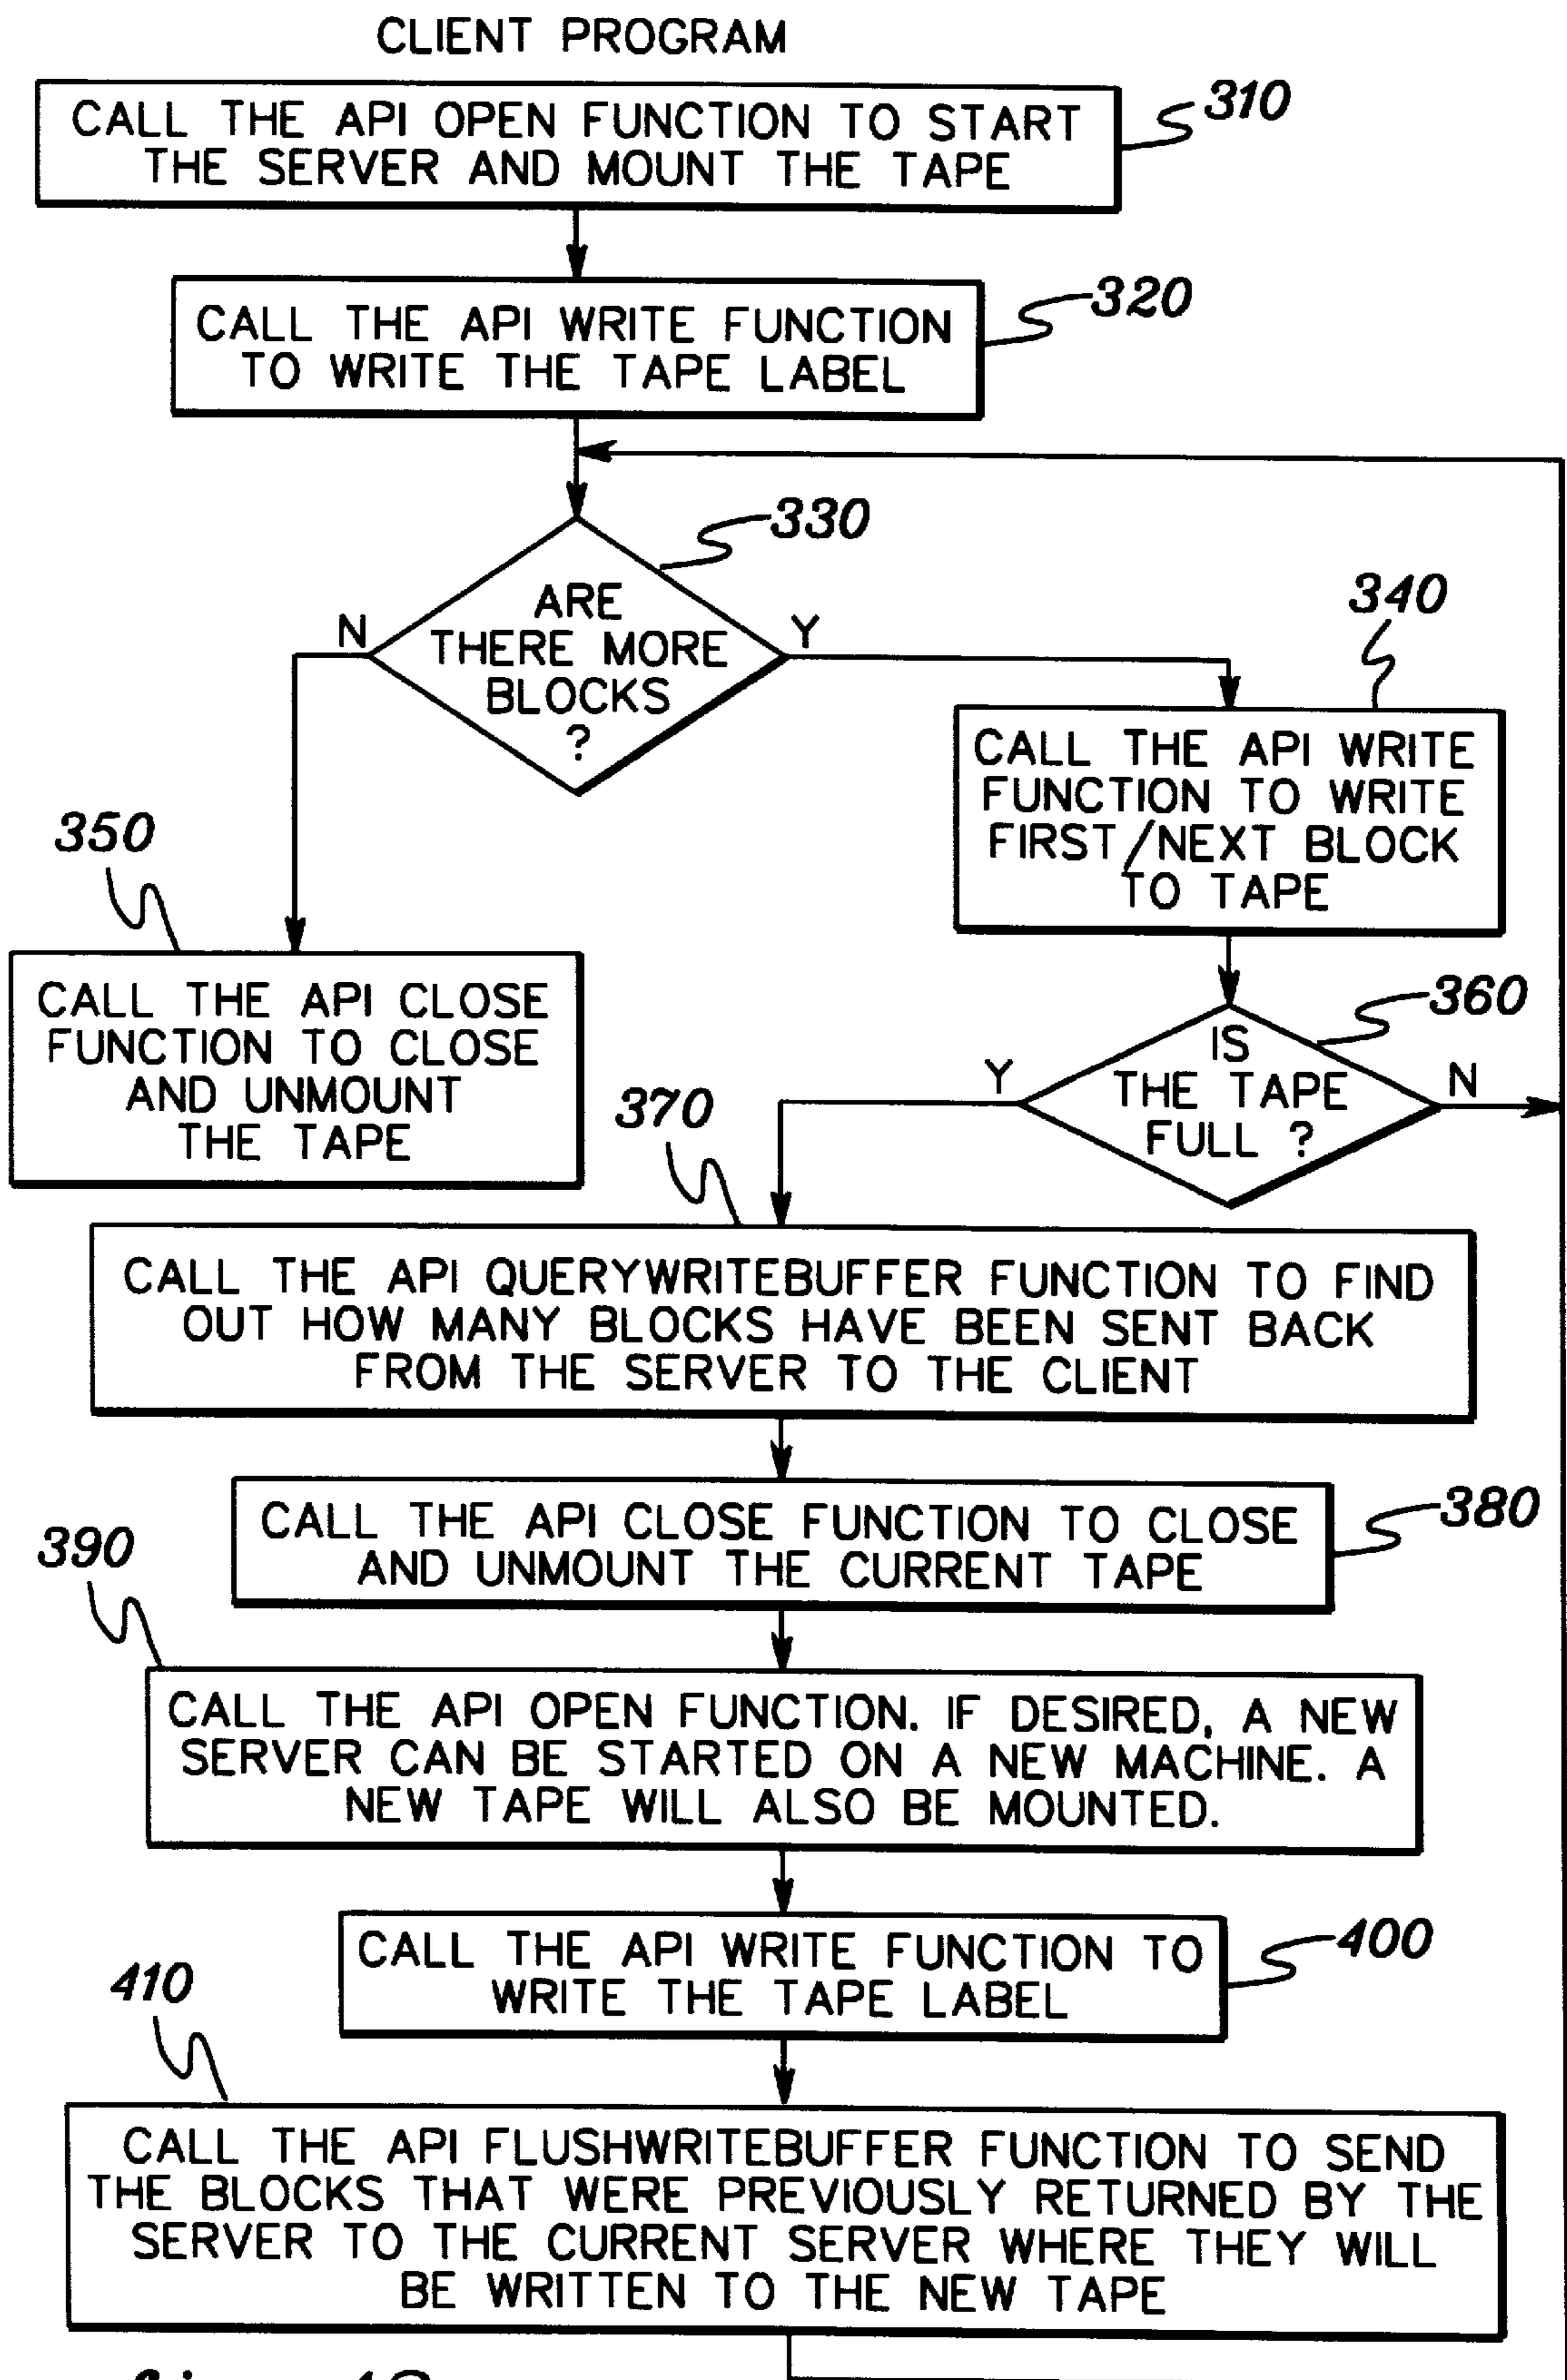 CLIENT PROGRAM
CALL THE API OPEN FUNCTION TO START
THE SERVER AND MOUNT THE TAPE
310
CALL THE API WRITE FUNCTION
TO WRITE THE TAPE LABEL
320
330
ARE
THERE MORE
BLOCKS
?
N
Y
340
CALL THE API WRITE
FUNCTION TO WRITE
FIRST/NEXT BLOCK
TO TAPE
350
CALL THE API CLOSE
FUNCTION TO CLOSE
AND UNMOUNT
THE TAPE
360
IS
THE TAPE
FULL ?
Y
N
370
CALL THE API QUERYWRITEBUFFER FUNCTION TO FIND
OUT HOW MANY BLOCKS HAVE BEEN SENT BACK
FROM THE SERVER TO THE CLIENT
380
CALL THE API CLOSE FUNCTION TO CLOSE
AND UNMOUNT THE CURRENT TAPE
390
CALL THE API OPEN FUNCTION. IF DESIRED, A NEW
SERVER CAN BE STARTED ON A NEW MACHINE. A
NEW TAPE WILL ALSO BE MOUNTED.
400
CALL THE API WRITE FUNCTION TO
WRITE THE TAPE LABEL
410
CALL THE API FLUSHWRITEBUFFER FUNCTION TO SEND
THE BLOCKS THAT WERE PREVIOUSLY RETURNED BY THE
SERVER TO THE CURRENT SERVER WHERE THEY WILL
BE WRITTEN TO THE NEW TAPE